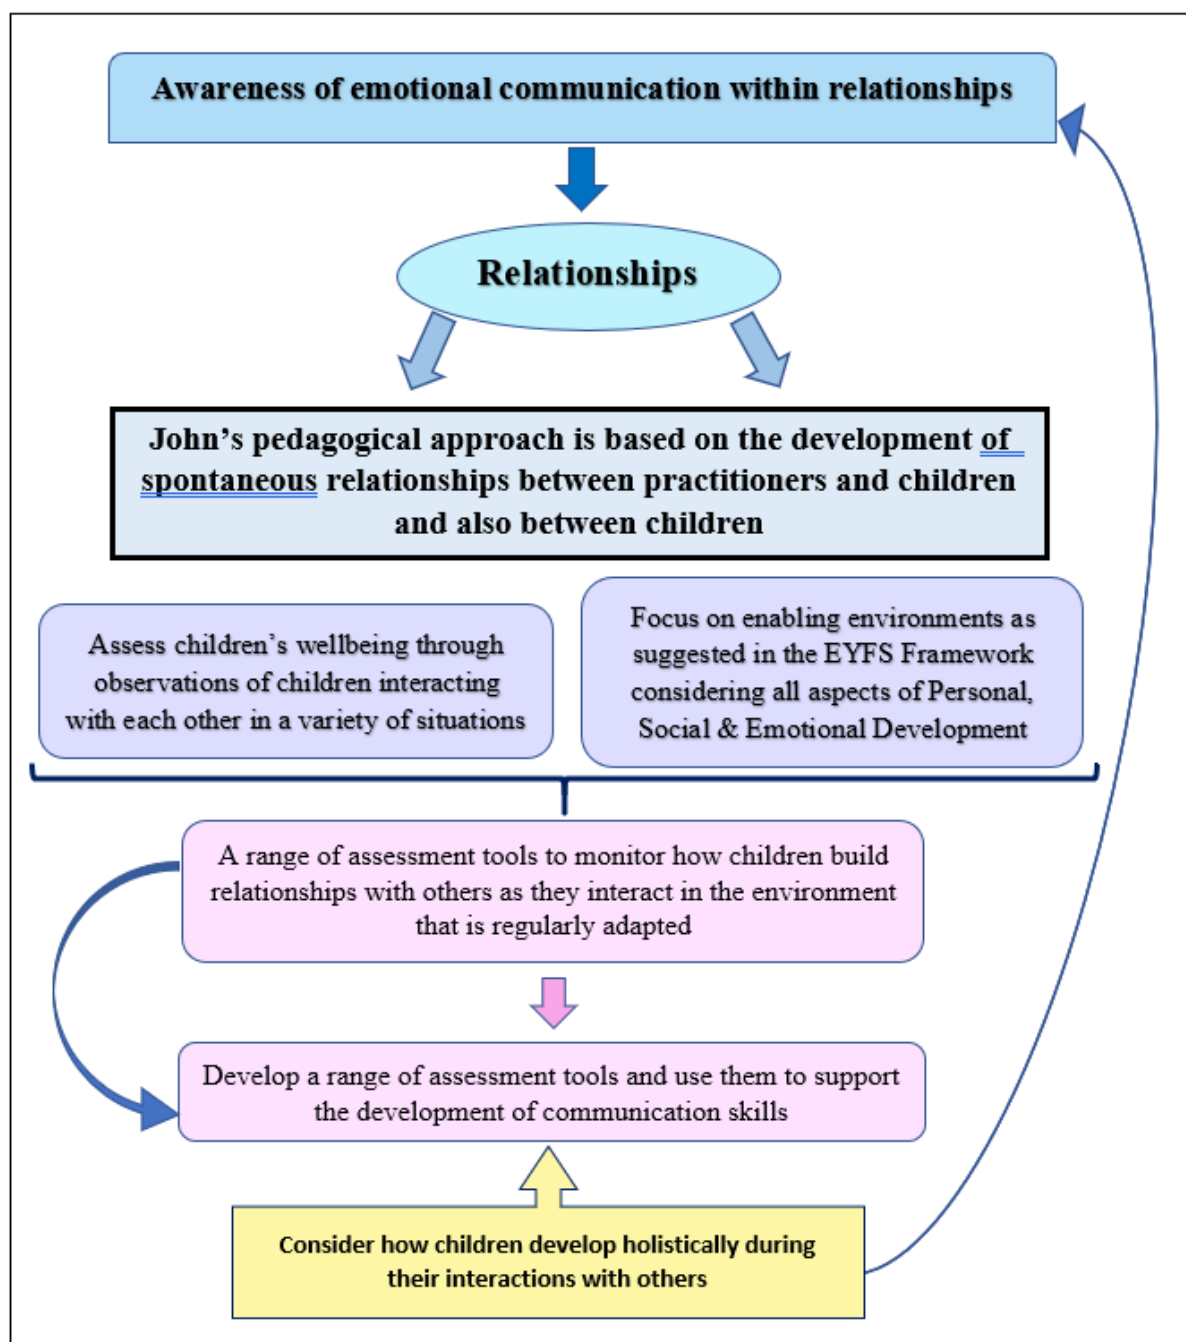 Awareness of emotional communication within relationships
Relationships
John’s pedagogical approach is based on the development of
spontaneous relationships between practitioners and children
and also between children
Assess children’s wellbeing through
observations of children interacting
with each other in a variety of situations
Focus on enabling environments as
suggested in the EYFS Framework
considering all aspects of Personal,
Social & Emotional Development
A range of assessment tools to monitor how children build
relationships with others as they interact in the environment
that is regularly adapted
Develop a range of assessment tools and use them to support
the development of communication skills
Consider how children develop holistically during
their interactions with others